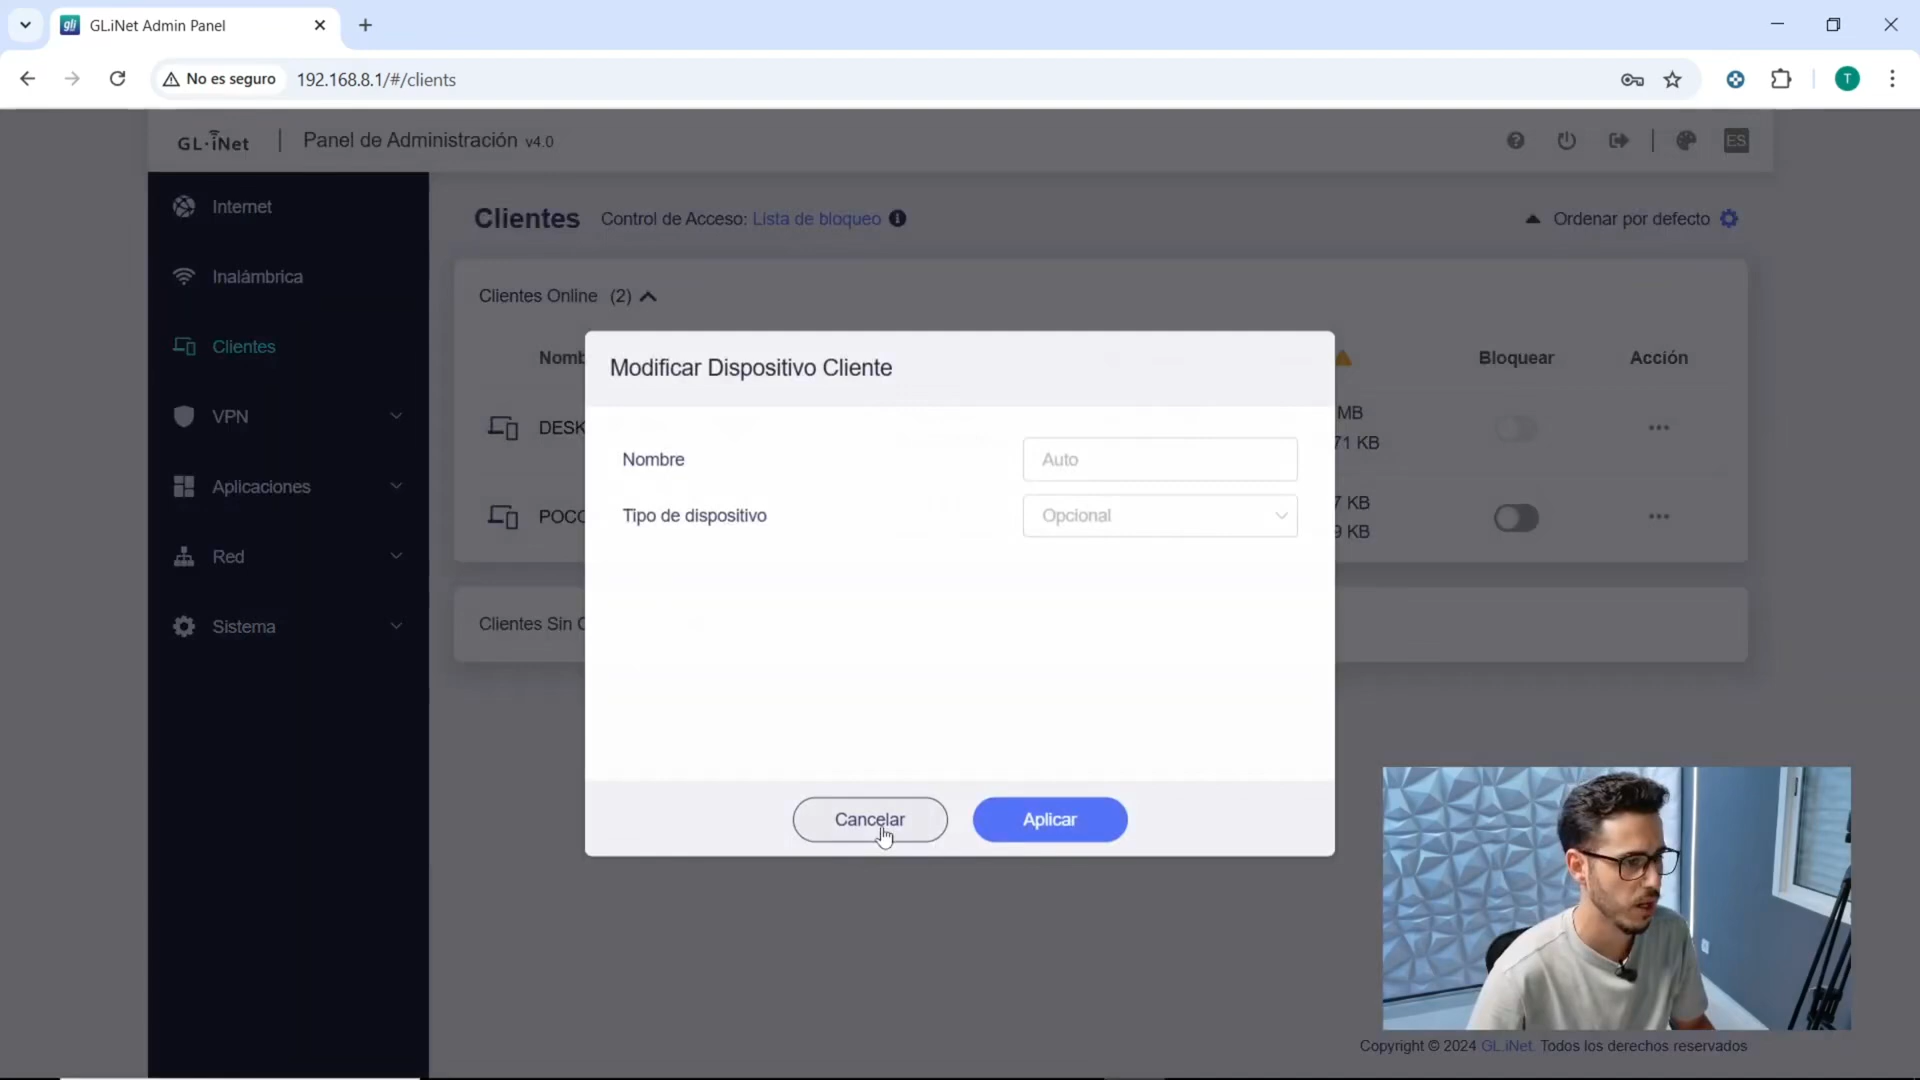 GL.iNet Admin Panel
No es seguro
192.168.8.1/#/clients
T
GL·iNet
Panel de Administración v4.0
ES
Internet
Inalámbrica
Clientes
VPN
Aplicaciones
Red
Sistema
Clientes
Control de Acceso: Lista de bloqueo
Ordenar por defecto
Clientes Online (2)
Bloquear
Acción
MB
71 KB
7 KB
9 KB
Clientes Sin
Modificar Dispositivo Cliente
Nombre
Auto
Tipo de dispositivo
Opcional
Cancelar
Aplicar
Copyright © 2024 GL.iNet. Todos los derechos reservados